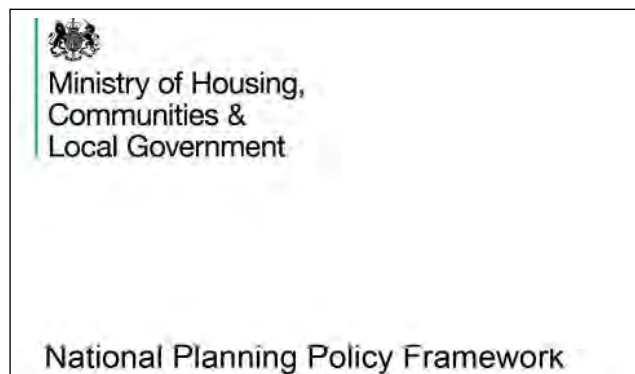 Ministry of Housing,
Communities &
Local Government
National Planning Policy Framework